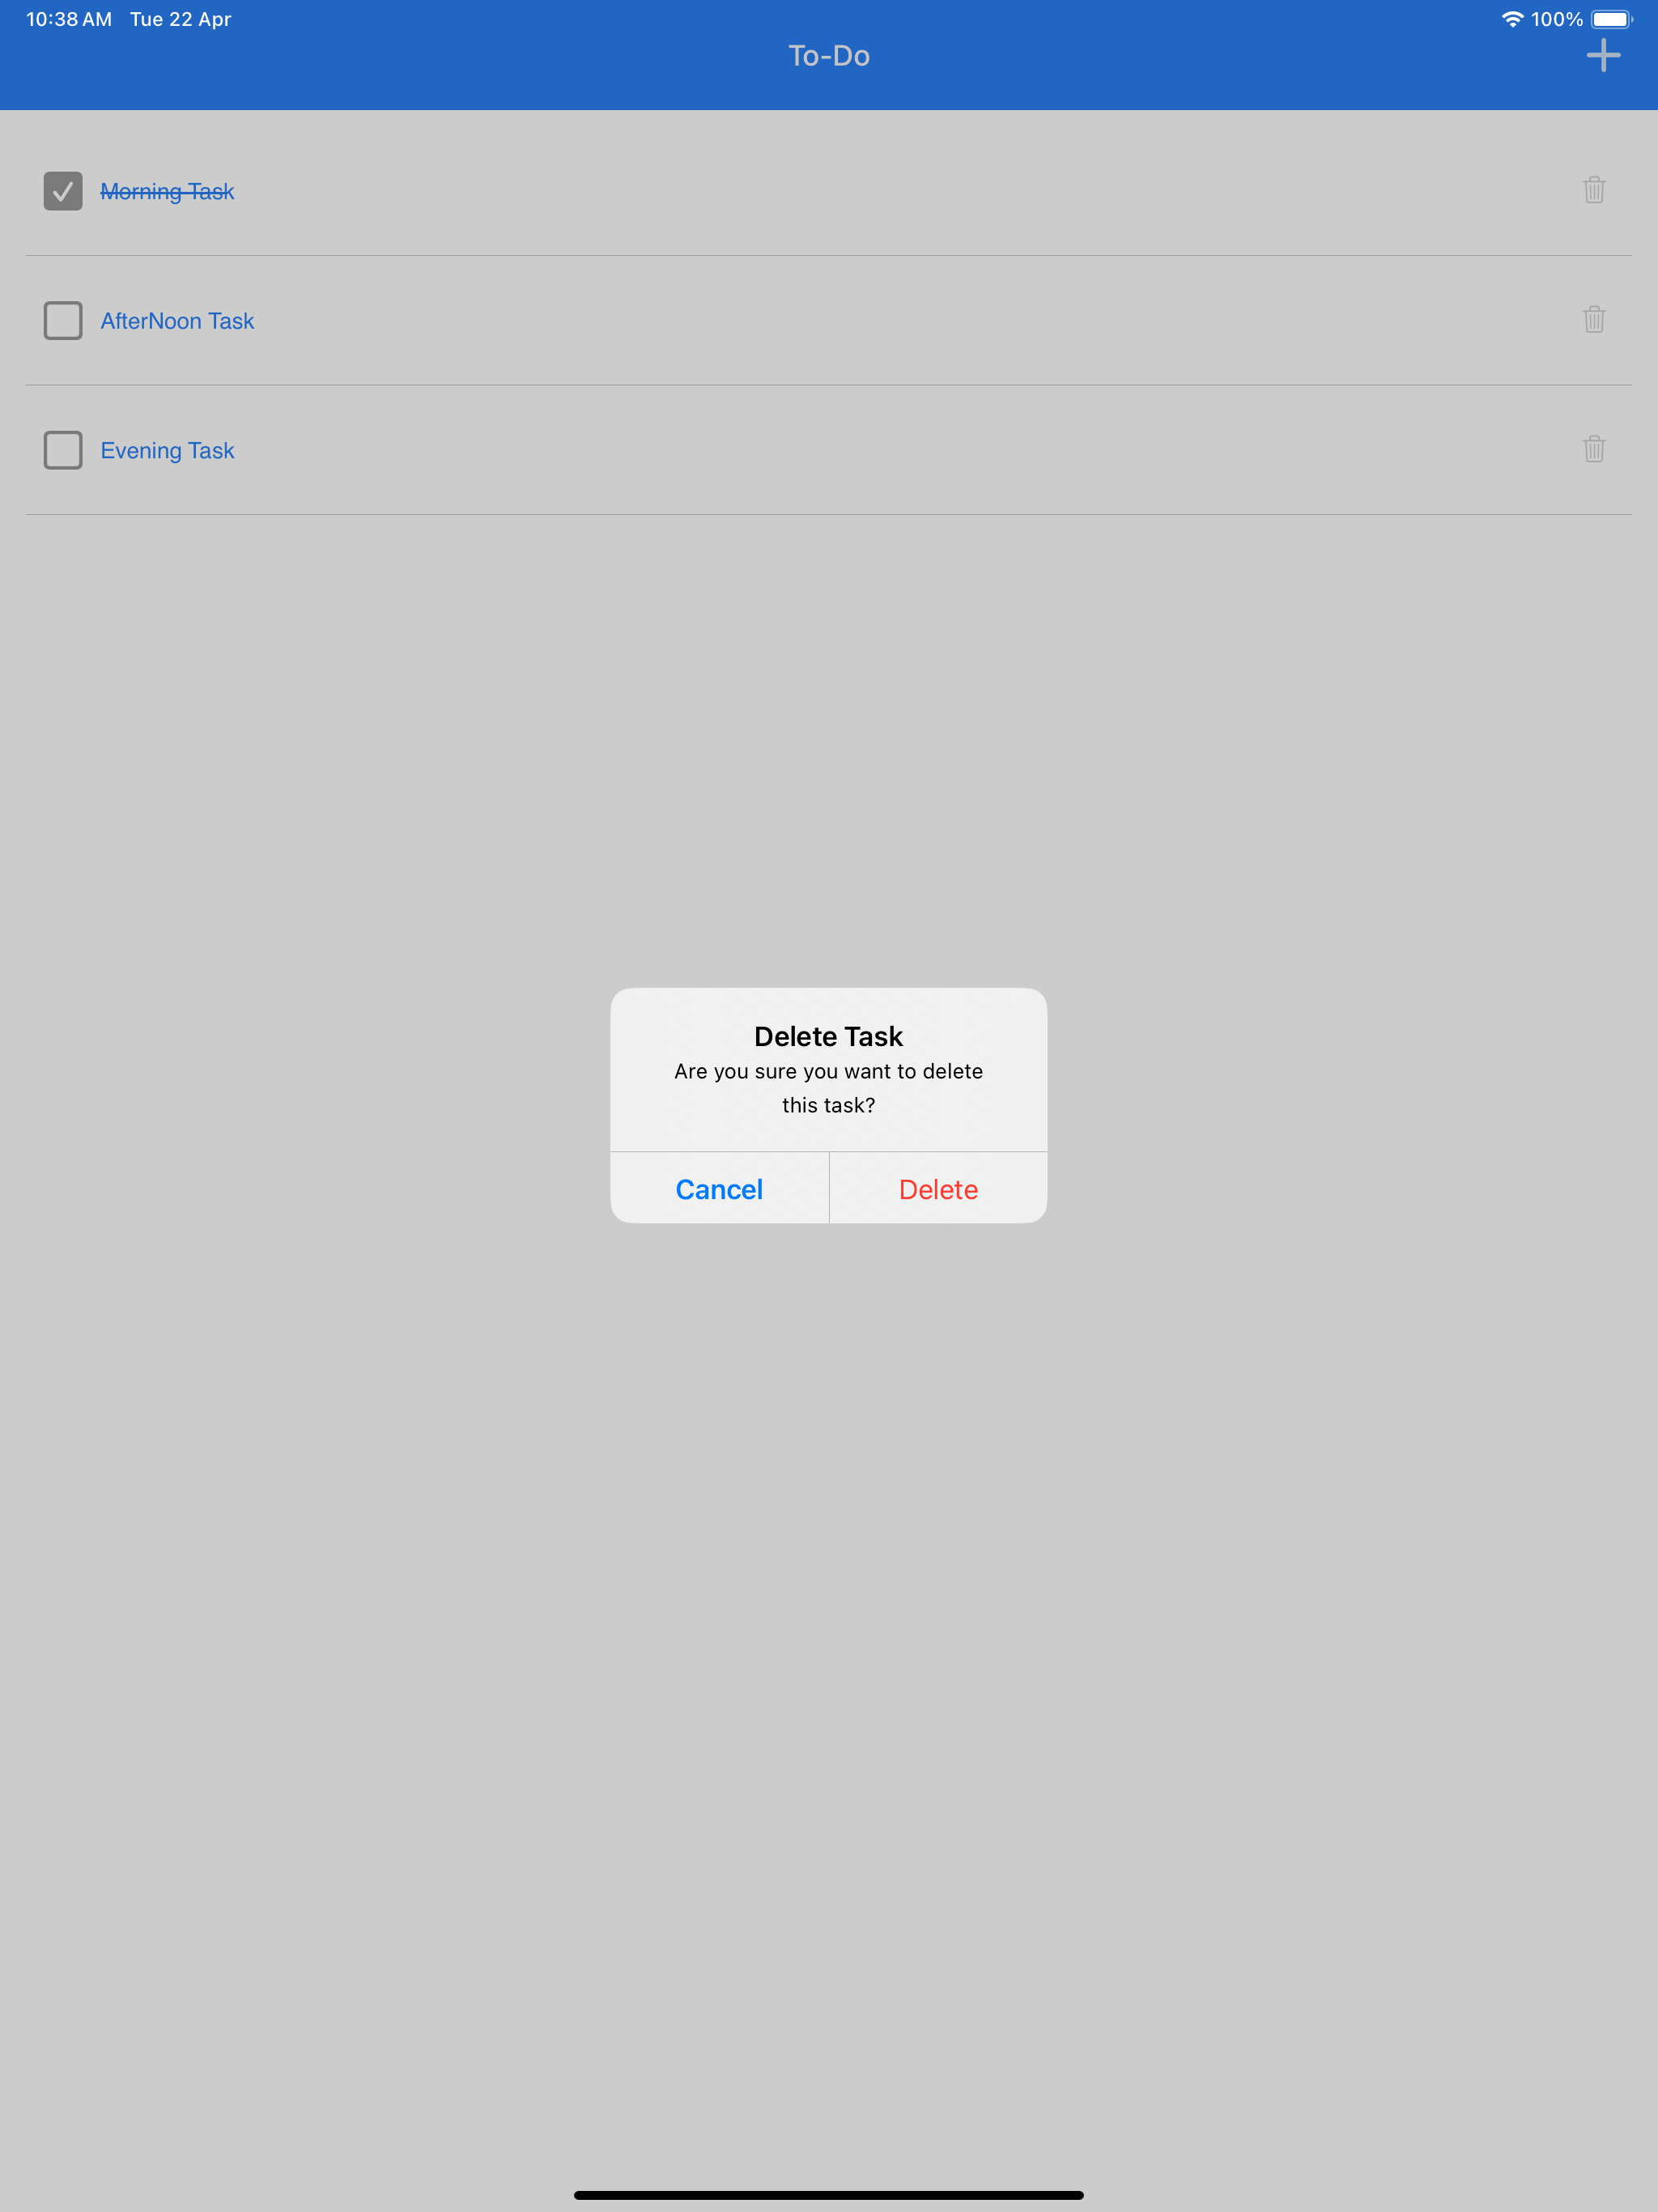 10:38 AM Tue 22 Apr 100%
To-Do
Morning Task
AfterNoon Task
Evening Task
Delete Task
Are you sure you want to delete
this task?
Cancel Delete